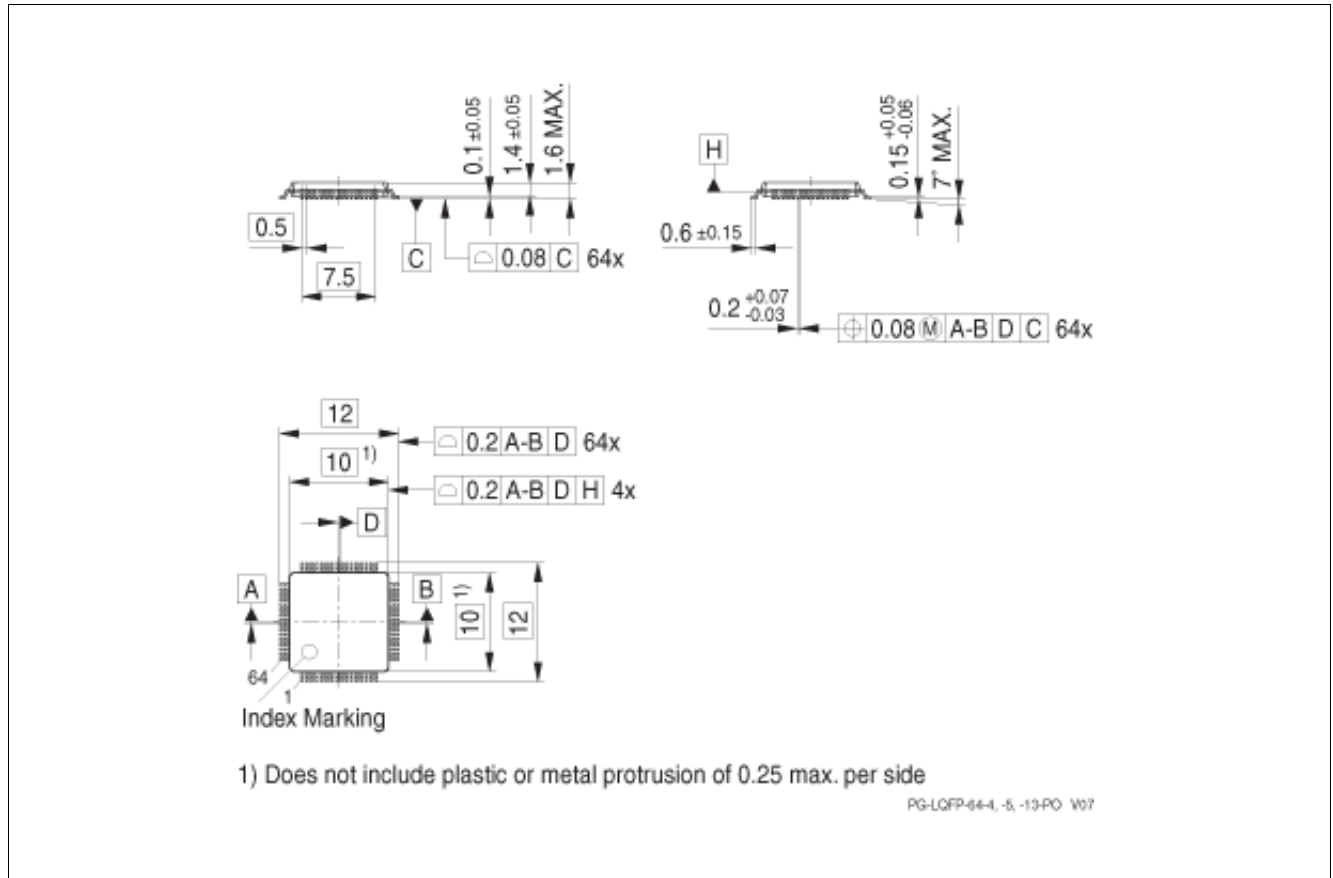 0.1 ±0.05
1.4 ±0.05
1.6 MAX.
0.5
7.5
C
⌓ 0.08 C 64x
H
0.15 +0.05 -0.06
7° MAX.
0.6 ±0.15
0.2 +0.07 -0.03
⌖ 0.08 Ⓜ A-B D C 64x
12
⌓ 0.2 A-B D 64x
10 1)
⌓ 0.2 A-B D H 4x
D
A
B
10 1)
12
64
1
Index Marking
1) Does not include plastic or metal protrusion of 0.25 max. per side
PG-LQFP-64-4, -5, -13-PO V07